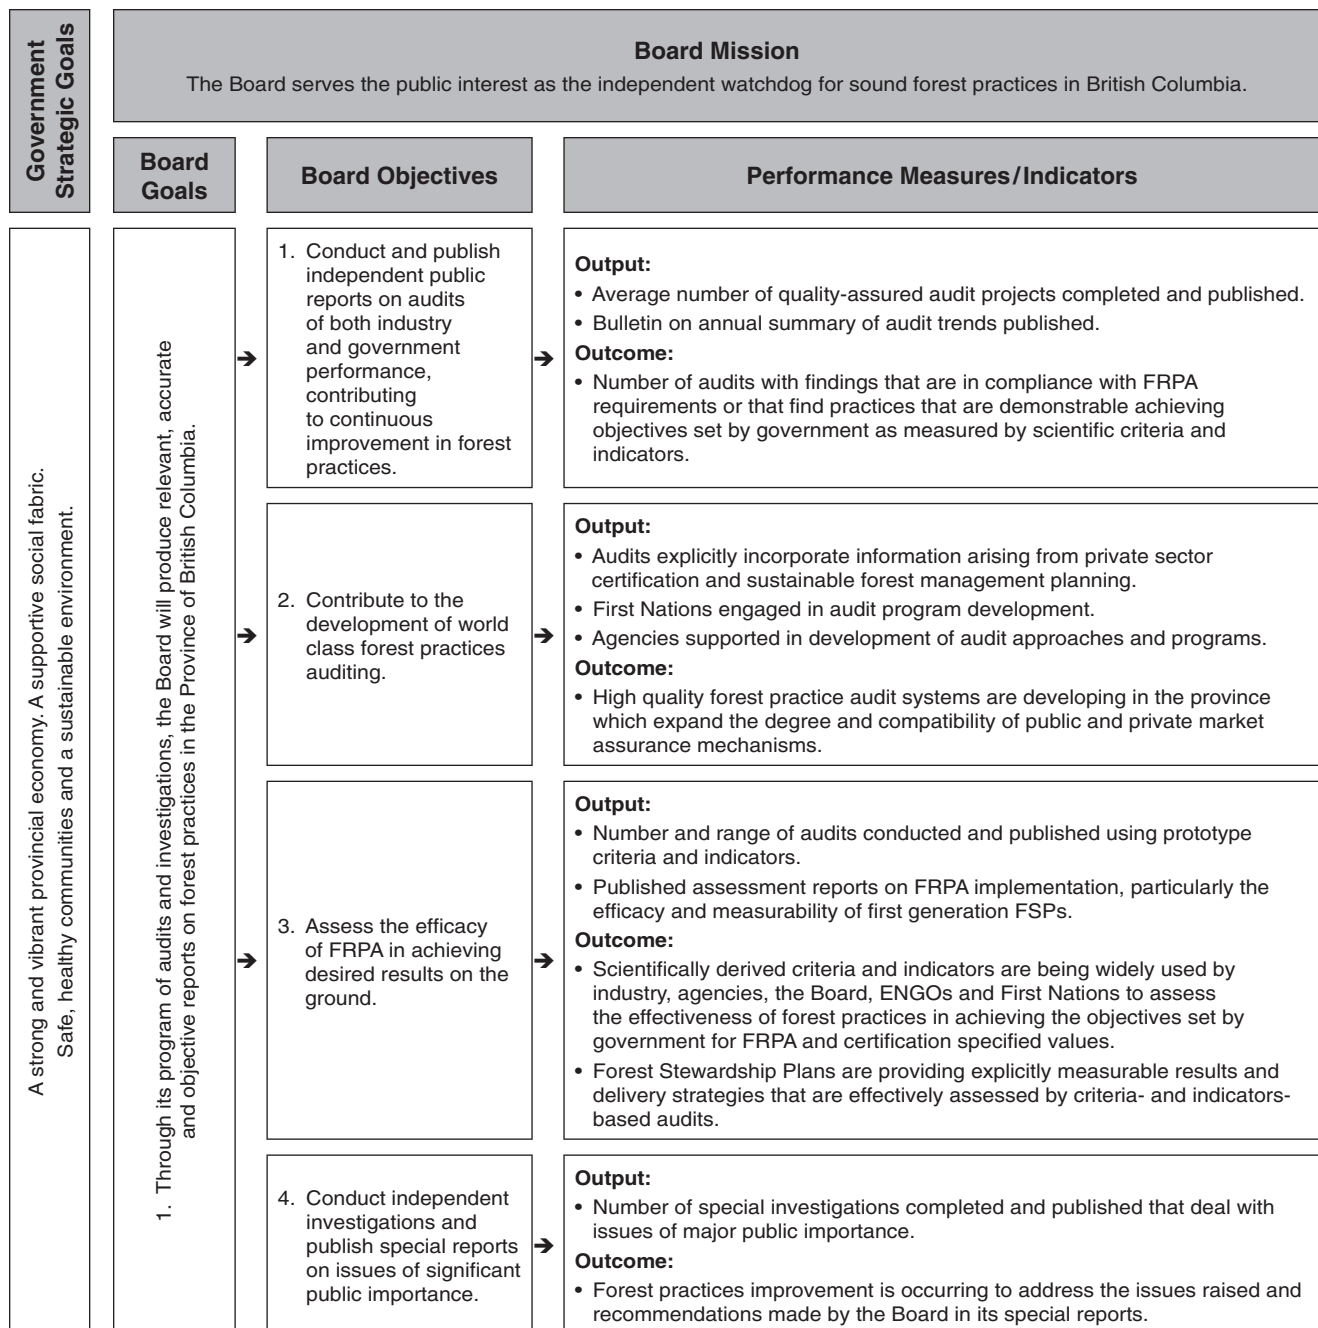 Government
Strategic Goals
Board Mission
The Board serves the public interest as the independent watchdog for sound forest practices in British Columbia.
Board
Goals
Board Objectives
Performance Measures/Indicators
A strong and vibrant provincial economy. A supportive social fabric.
Safe, healthy communities and a sustainable environment.
1. Through its program of audits and investigations, the Board will produce relevant, accurate
and objective reports on forest practices in the Province of British Columbia.
1. Conduct and publish
independent public
reports on audits
of both industry
and government
performance,
contributing
to continuous
improvement in forest
practices.
Output:
• Average number of quality-assured audit projects completed and published.
• Bulletin on annual summary of audit trends published.
Outcome:
• Number of audits with findings that are in compliance with FRPA
requirements or that find practices that are demonstrable achieving
objectives set by government as measured by scientific criteria and
indicators.
2. Contribute to the
development of world
class forest practices
auditing.
Output:
• Audits explicitly incorporate information arising from private sector
certification and sustainable forest management planning.
• First Nations engaged in audit program development.
• Agencies supported in development of audit approaches and programs.
Outcome:
• High quality forest practice audit systems are developing in the province
which expand the degree and compatibility of public and private market
assurance mechanisms.
3. Assess the efficacy
of FRPA in achieving
desired results on the
ground.
Output:
• Number and range of audits conducted and published using prototype
criteria and indicators.
• Published assessment reports on FRPA implementation, particularly the
efficacy and measurability of first generation FSPs.
Outcome:
• Scientifically derived criteria and indicators are being widely used by
industry, agencies, the Board, ENGOs and First Nations to assess
the effectiveness of forest practices in achieving the objectives set by
government for FRPA and certification specified values.
• Forest Stewardship Plans are providing explicitly measurable results and
delivery strategies that are effectively assessed by criteria- and indicators-
based audits.
4. Conduct independent
investigations and
publish special reports
on issues of significant
public importance.
Output:
• Number of special investigations completed and published that deal with
issues of major public importance.
Outcome:
• Forest practices improvement is occurring to address the issues raised and
recommendations made by the Board in its special reports.